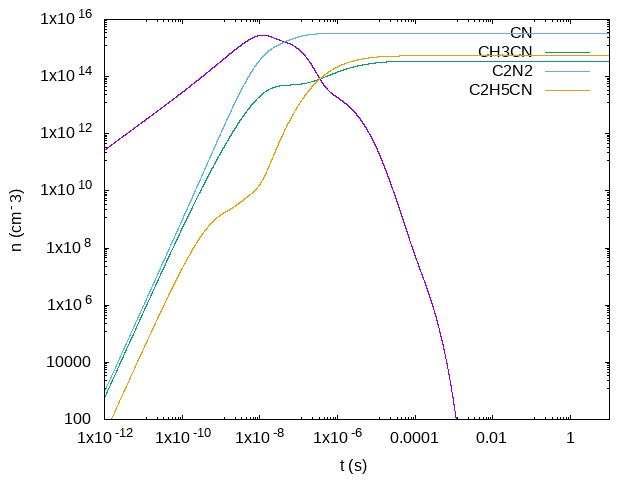 1x10^16
1x10^14
1x10^12
1x10^10
1x10^8
1x10^6
10000
100
n (cm^-3)
CN
CH3CN
C2N2
C2H5CN
1x10^-12 1x10^-10 1x10^-8 1x10^-6 0.0001 0.01 1
t (s)